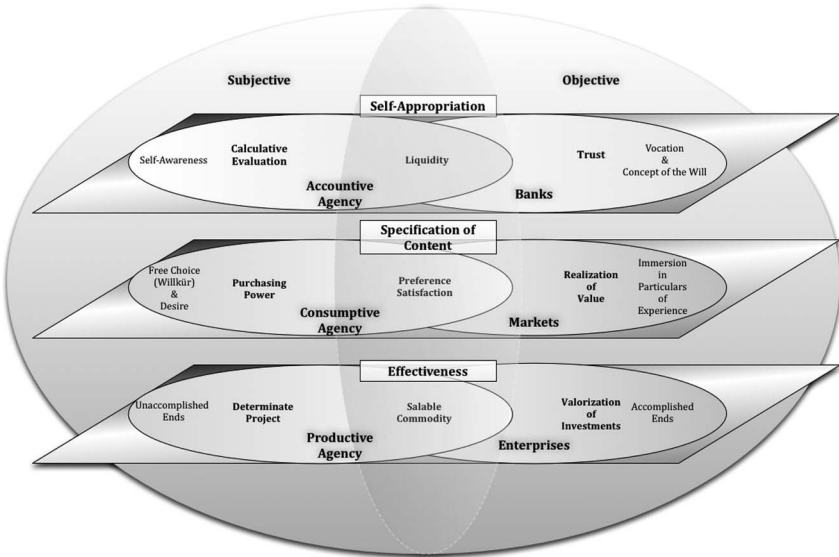 Subjective
Objective
Self-Appropriation
Self-Awareness
Calculative
Evaluation
Liquidity
Trust
Vocation
&
Concept of the Will
Accountive
Agency
Banks
Specification of
Content
Free Choice
(Willkür)
&
Desire
Purchasing
Power
Preference
Satisfaction
Realization
of
Value
Immersion
in
Particulars
of
Experience
Consumptive
Agency
Markets
Effectiveness
Unaccomplished
Ends
Determinate
Project
Salable
Commodity
Valorization
of
Investments
Accomplished
Ends
Productive
Agency
Enterprises